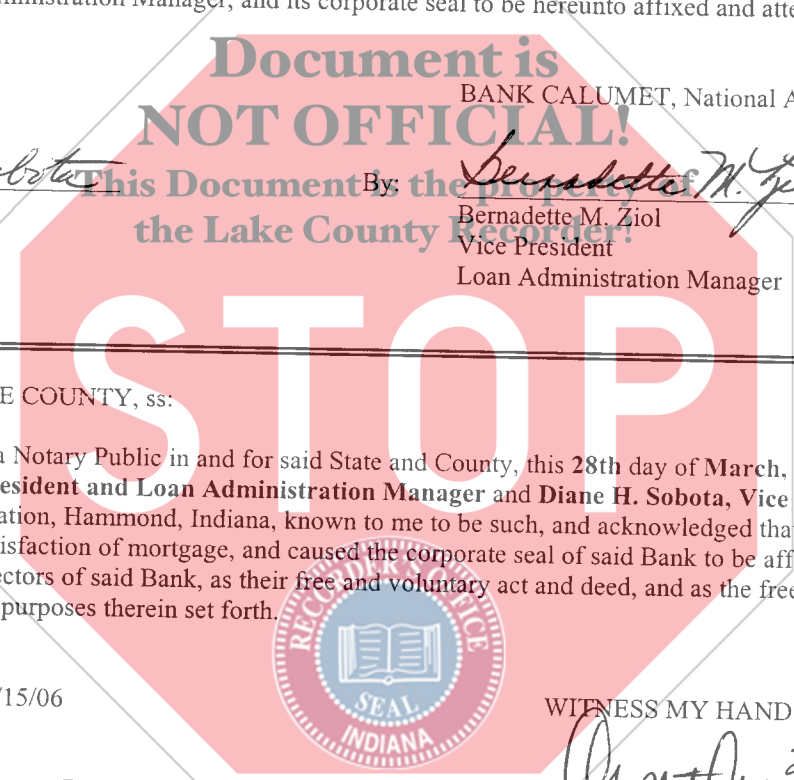 ministration Manager, and its corporate seal to be hereunto affixed and atte
Document is
NOT OFFICIAL!
This Document is the property of
the Lake County Recorder!
BANK CALUMET, National A
By: Bernadette M. Zi
Bernadette M. Ziol
Vice President
Loan Administration Manager
STOP
E COUNTY, ss:
a Notary Public in and for said State and County, this 28th day of March,
esident and Loan Administration Manager and Diane H. Sobota, Vice
ation, Hammond, Indiana, known to me to be such, and acknowledged tha
isfaction of mortgage, and caused the corporate seal of said Bank to be aff
ectors of said Bank, as their free and voluntary act and deed, and as the free
purposes therein set forth.
RECORDER'S OFFICE
SEAL
INDIANA
/15/06
WITNESS MY HAND